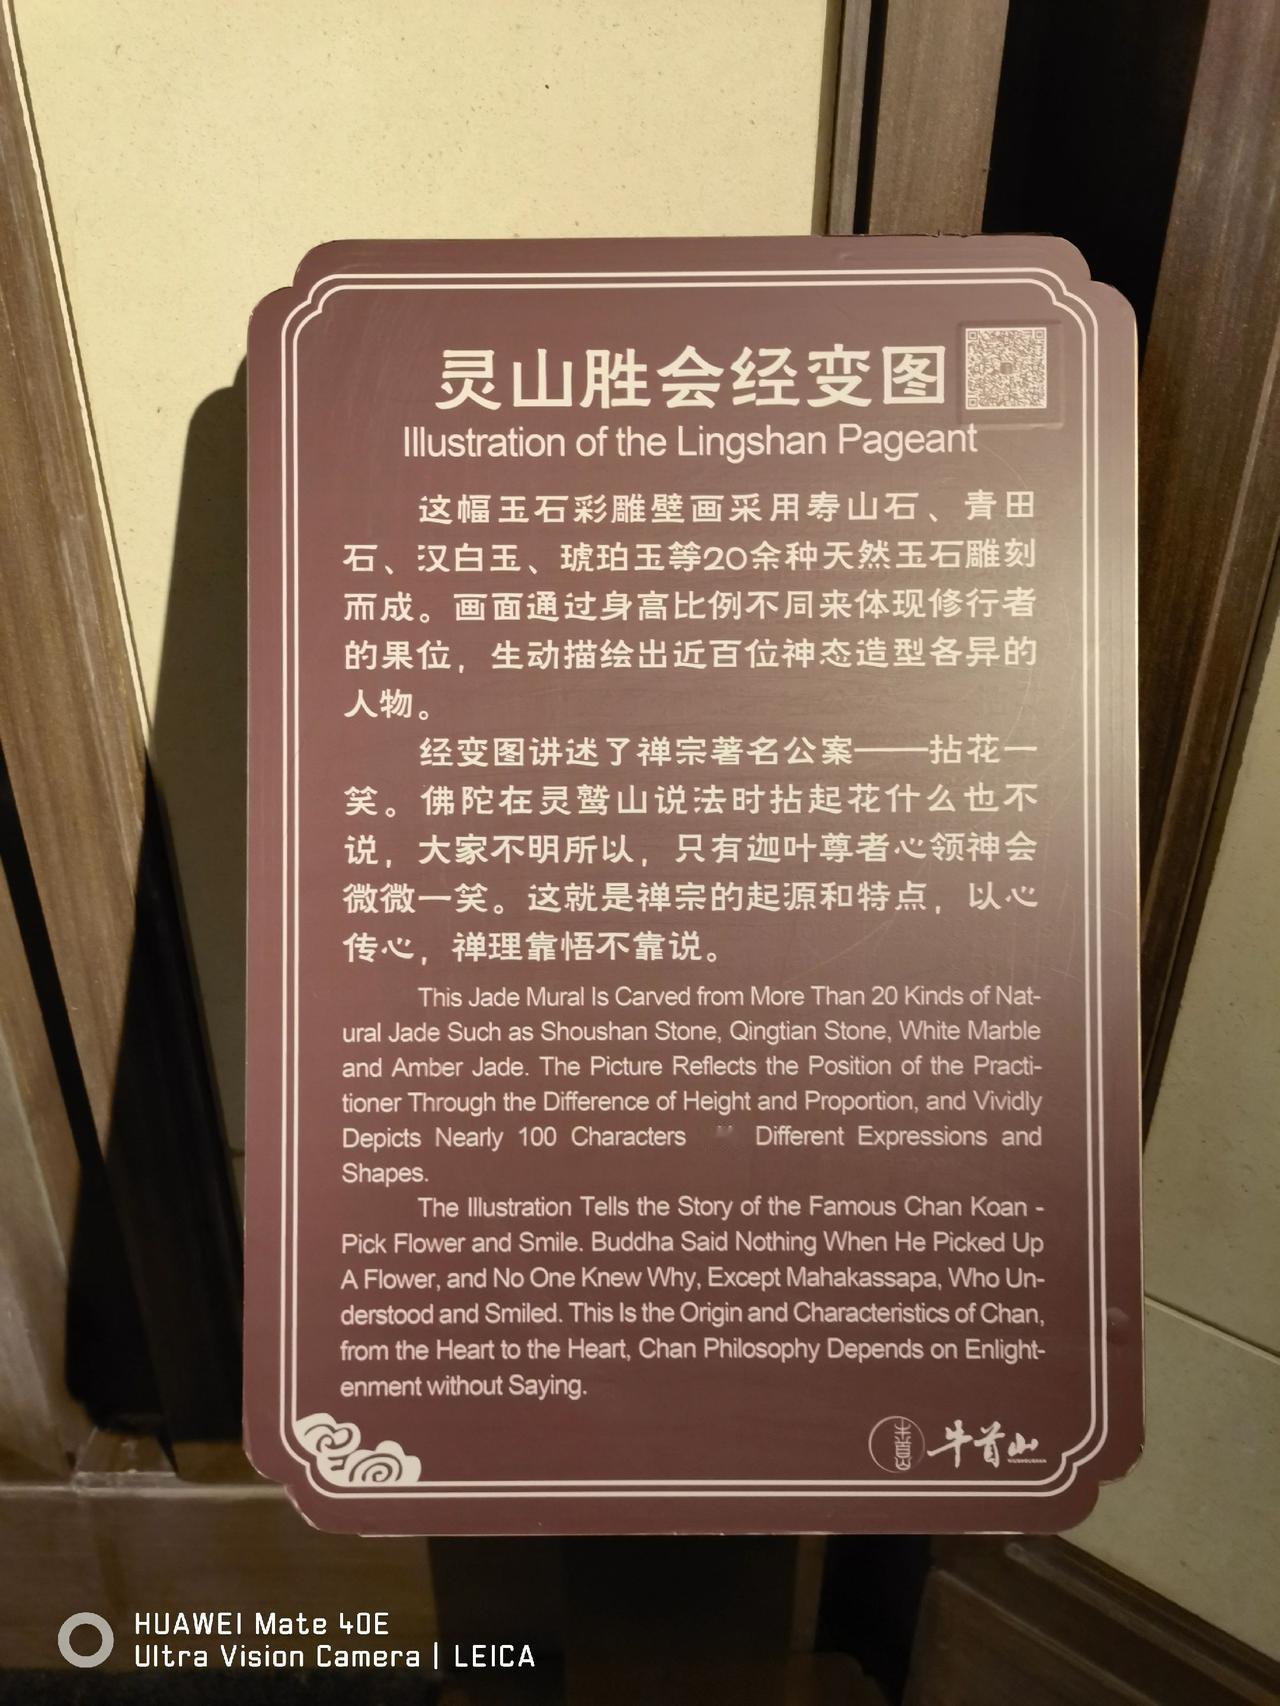 灵山胜会经变图
Illustration of the Lingshan Pageant
这幅玉石彩雕壁画采用寿山石、青田
石、汉白玉、琥珀玉等20余种天然玉石雕刻
而成。画面通过身高比例不同来体现修行者
的果位，生动描绘出近百位神态造型各异的
人物。
经变图讲述了禅宗著名公案——拈花一
笑。佛陀在灵鹫山说法时拈起花什么也不
说，大家不明所以，只有迦叶尊者心领神会
微微一笑。这就是禅宗的起源和特点，以心
传心，禅理靠悟不靠说。
This Jade Mural Is Carved from More Than 20 Kinds of Nat-
ural Jade Such as Shoushan Stone, Qingtian Stone, White Marble
and Amber Jade. The Picture Reflects the Position of the Practi-
tioner Through the Difference of Height and Proportion, and Vividly
Depicts Nearly 100 Characters Different Expressions and
Shapes.
The Illustration Tells the Story of the Famous Chan Koan -
Pick Flower and Smile. Buddha Said Nothing When He Picked Up
A Flower, and No One Knew Why, Except Mahakassapa, Who Un-
derstood and Smiled. This Is the Origin and Characteristics of Chan,
from the Heart to the Heart, Chan Philosophy Depends on Enlight-
enment without Saying.
牛首山 牛首山
NIUSHOUSHAN
HUAWEI Mate 40E
Ultra Vision Camera | LEICA